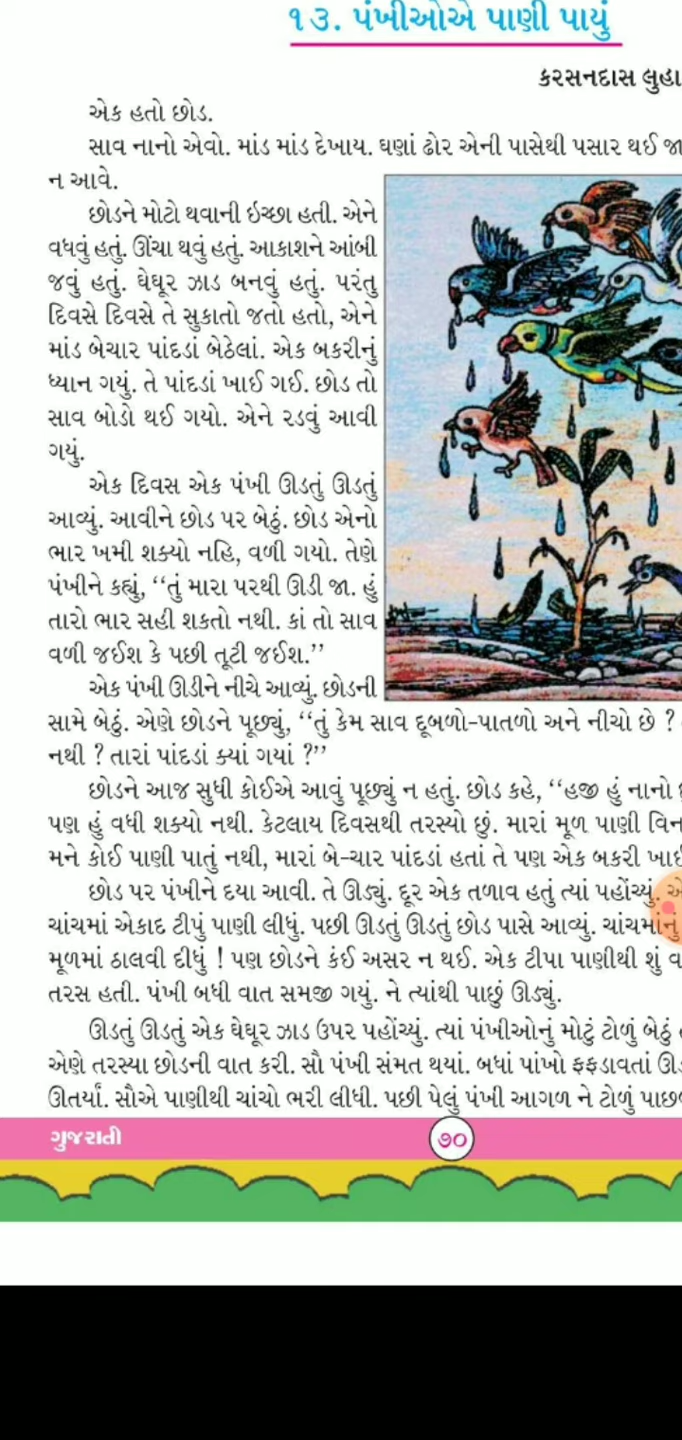 ૧૩. પંખીઓએ પાણી પાયું
કરસનદાસ
એક હતો છોડ.
સાવ નાનો એવો. માંડ માંડ દેખાય. ઘણાં ઢોર એની પાસેથી પસાર થઈ
ન આવે.
છોડને મોટો થવાની ઇચ્છા હતી. એને
વધવું હતું. ઊંચા થવું હતું. આકાશને આંબી
જવું હતું. ઘેઘૂર ઝાડ બનવું હતું. પરંતુ
દિવસે દિવસે તે સુકાતો જતો હતો, એને
માંડ બેચાર પાંદડાં બેઠેલાં. એક બકરીનું
ધ્યાન ગયું. તે પાંદડાં ખાઈ ગઈ. છોડ તો
સાવ બોડો થઈ ગયો. એને રડવું આવી
ગયું.
એક દિવસ એક પંખી ઊડતું ઊડતું
આવ્યું. આવીને છોડ પર બેઠું. છોડ એનો
ભાર ખમી શક્યો નહિ, વળી ગયો. તેણે
પંખીને કહ્યું, ‘‘તું મારા પરથી ઊડી જા. હું
તારો ભાર સહી શકતો નથી. કાં તો સાવ
વળી જઈશ કે પછી તૂટી જઈશ.’’
એક પંખી ઊડીને નીચે આવ્યું. છોડની
સામે બેઠું. એણે છોડને પૂછ્યું, ‘‘તું કેમ સાવ દૂબળો-પાતળો અને નીચો છે ?
નથી ? તારાં પાંદડાં ક્યાં ગયાં ?’’
છોડને આજ સુધી કોઈએ આવું પૂછ્યું ન હતું. છોડ કહે, ‘‘હજી હું નાનો
પણ હું વધી શક્યો નથી. કેટલાય દિવસથી તરસ્યો છું. મારાં મૂળ પાણી
મને કોઈ પાણી પાતું નથી, મારાં બે-ચાર પાંદડાં હતાં તે પણ એક બકરી
છોડ પર પંખીને દયા આવી. તે ઊડ્યું. દૂર એક તળાવ હતું ત્યાં પહોંચ્યું.
ચાંચમાં એકાદ ટીપું પાણી લીધું. પછી ઊડતું ઊડતું છોડ પાસે આવ્યું. ચાંચમાંનું
મૂળમાં ઠાલવી દીધું ! પણ છોડને કંઈ અસર ન થઈ. એક ટીપા પાણીથી શું
તરસ હતી. પંખી બધી વાત સમજી ગયું. ને ત્યાંથી પાછું ઊડ્યું.
ઊડતું ઊડતું એક ઘેઘૂર ઝાડ ઉપર પહોંચ્યું. ત્યાં પંખીઓનું મોટું ટોળું બેઠું
એણે તરસ્યા છોડની વાત કરી. સૌ પંખી સંમત થયાં. બધાં પાંખો ફફડાવતાં
ઊતર્યાં. સૌએ પાણીથી ચાંચો ભરી લીધી. પછી પેલું પંખી આગળ ને ટોળું
ગુજરાતી
૭૦